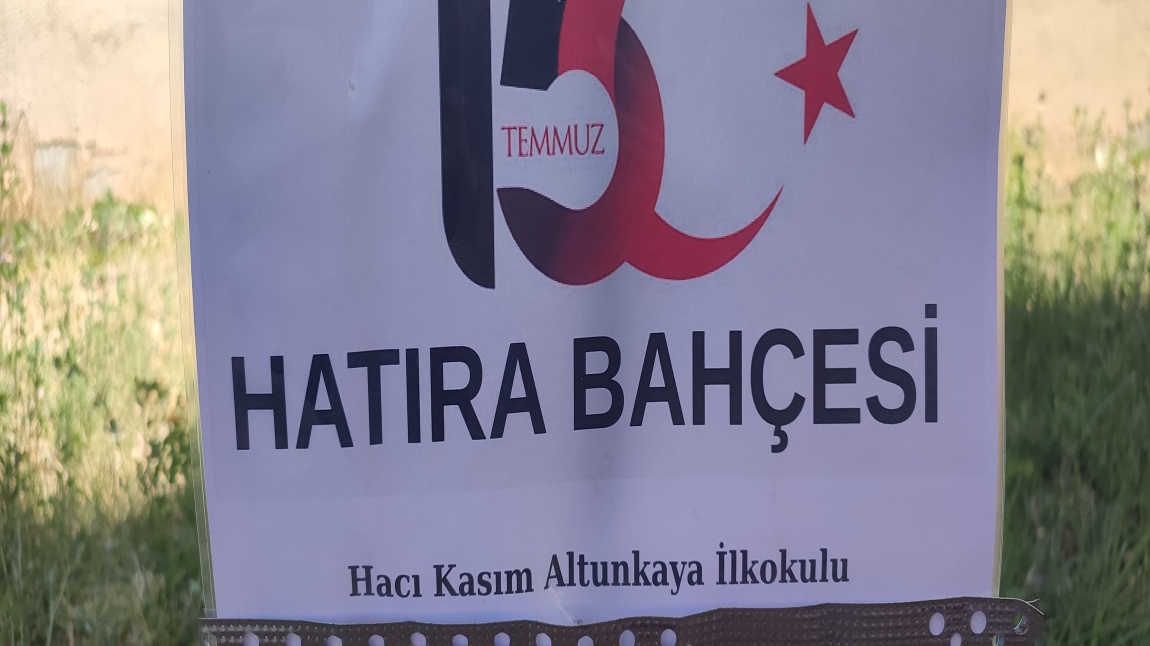 15
TEMMUZ
HATIRA BAHÇESİ
Hacı Kasım Altunkaya İlkokulu